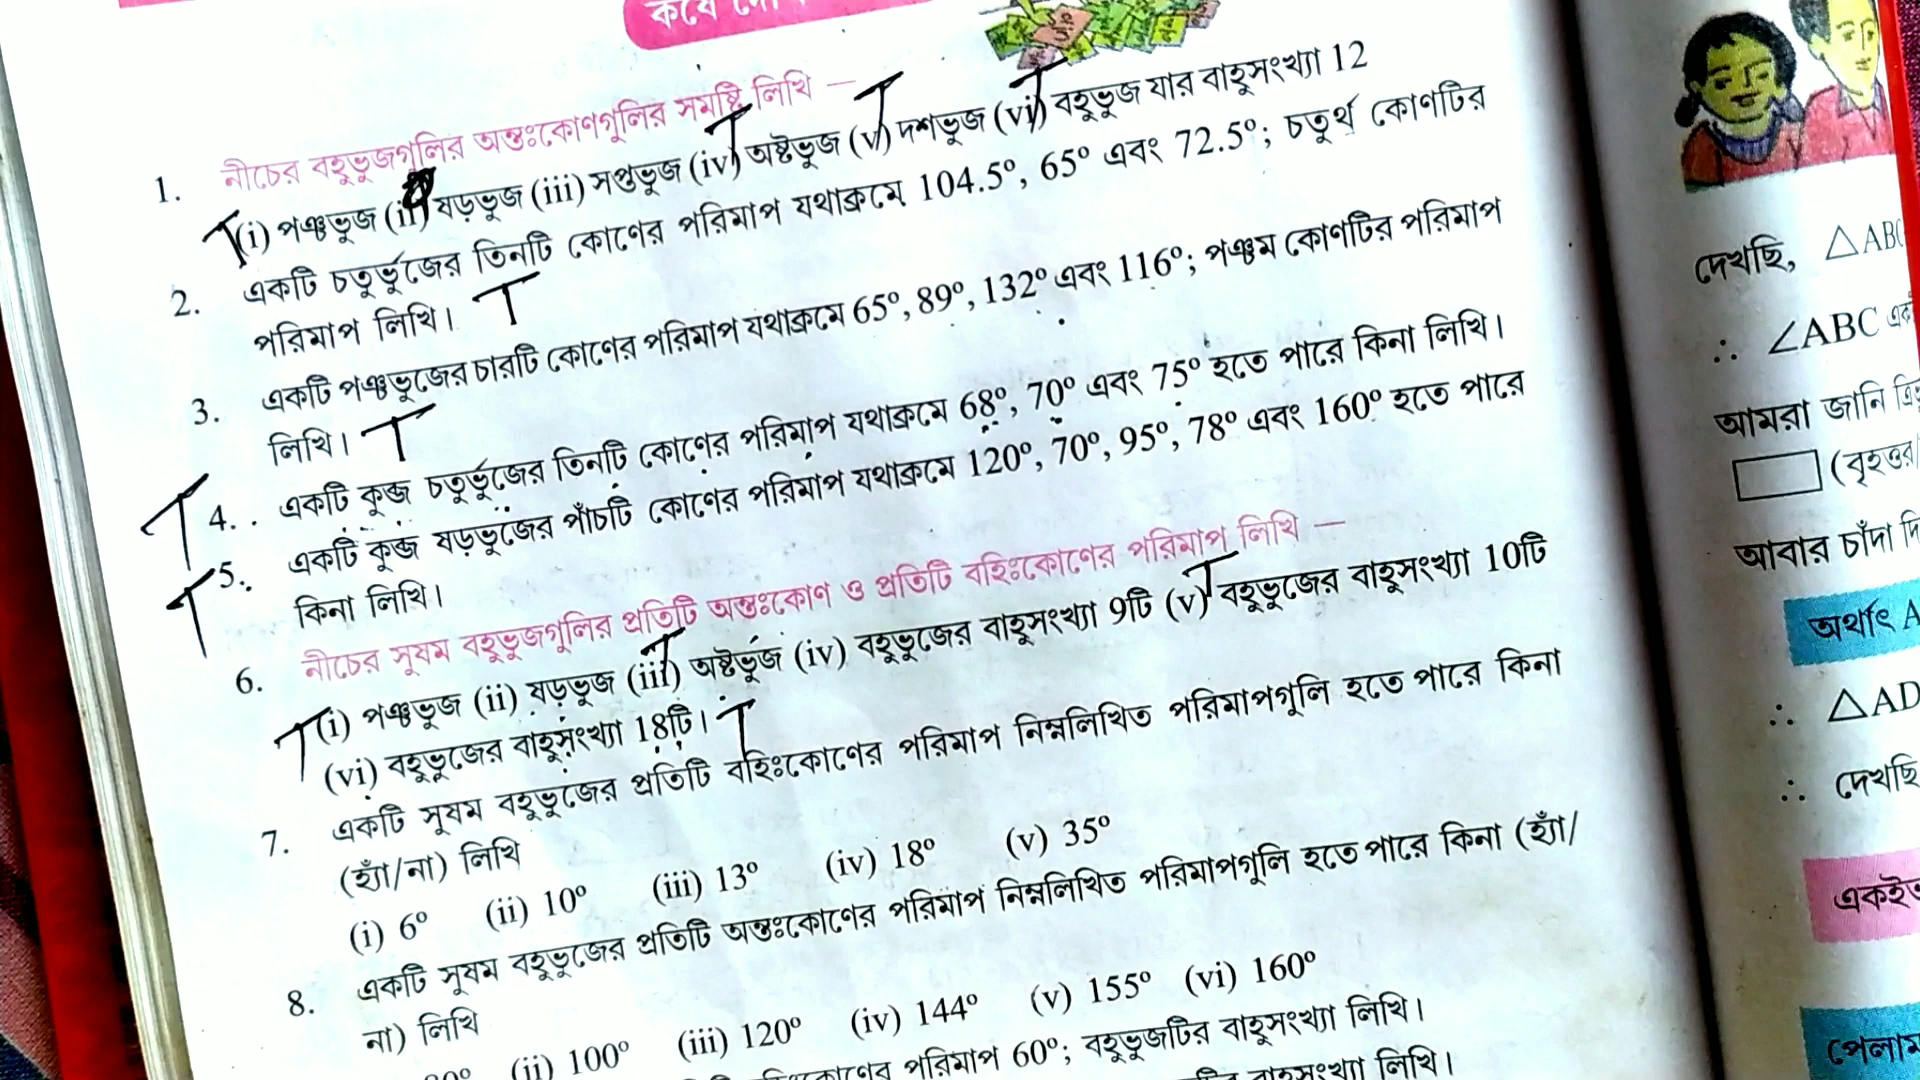 কষে
1. নীচের বহুভুজগুলির অন্তঃকোণগুলির সমষ্টি লিখি —
(i) পঞ্চভুজ (ii) ষড়ভুজ (iii) সপ্তভুজ (iv) অষ্টভুজ (v) দশভুজ (vi) বহুভুজ যার বাহুসংখ্যা 12
2. একটি চতুর্ভুজের তিনটি কোণের পরিমাপ যথাক্রমে 104.5°, 65° এবং 72.5°; চতুর্থ কোণটির
পরিমাপ লিখি।
3. একটি পঞ্চভুজের চারটি কোণের পরিমাপ যথাক্রমে 65°, 89°, 132° এবং 116°; পঞ্চম কোণটির পরিমাপ
লিখি।
4. একটি কুব্জ চতুর্ভুজের তিনটি কোণের পরিমাপ যথাক্রমে 68°, 70° এবং 75° হতে পারে কিনা লিখি।
5. একটি কুব্জ ষড়ভুজের পাঁচটি কোণের পরিমাপ যথাক্রমে 120°, 70°, 95°, 78° এবং 160° হতে পারে
কিনা লিখি।
6. নীচের সুষম বহুভুজগুলির প্রতিটি অন্তঃকোণ ও প্রতিটি বহিঃকোণের পরিমাপ লিখি —
(i) পঞ্চভুজ (ii) ষড়ভুজ (iii) অষ্টভুজ (iv) বহুভুজের বাহুসংখ্যা 9টি (v) বহুভুজের বাহুসংখ্যা 10টি
(vi) বহুভুজের বাহুসংখ্যা 18টি।
7. একটি সুষম বহুভুজের প্রতিটি বহিঃকোণের পরিমাপ নিম্নলিখিত পরিমাপগুলি হতে পারে কিনা
(হ্যাঁ/না) লিখি
(i) 6° (ii) 10° (iii) 13° (iv) 18° (v) 35°
8. একটি সুষম বহুভুজের প্রতিটি অন্তঃকোণের পরিমাপ নিম্নলিখিত পরিমাপগুলি হতে পারে কিনা (হ্যাঁ/
না) লিখি
(ii) 100° (iii) 120° (iv) 144° (v) 155° (vi) 160°
পরিমাপ 60°; বহুভুজটির বাহুসংখ্যা লিখি।
বাহুসংখ্যা লিখি।
দেখছি, △ABC
∴ ∠ABC
আমরা জানি
(বৃহত্তর/
আবার চাঁদা
অর্থাৎ A
∴ △AD
∴ দেখছি